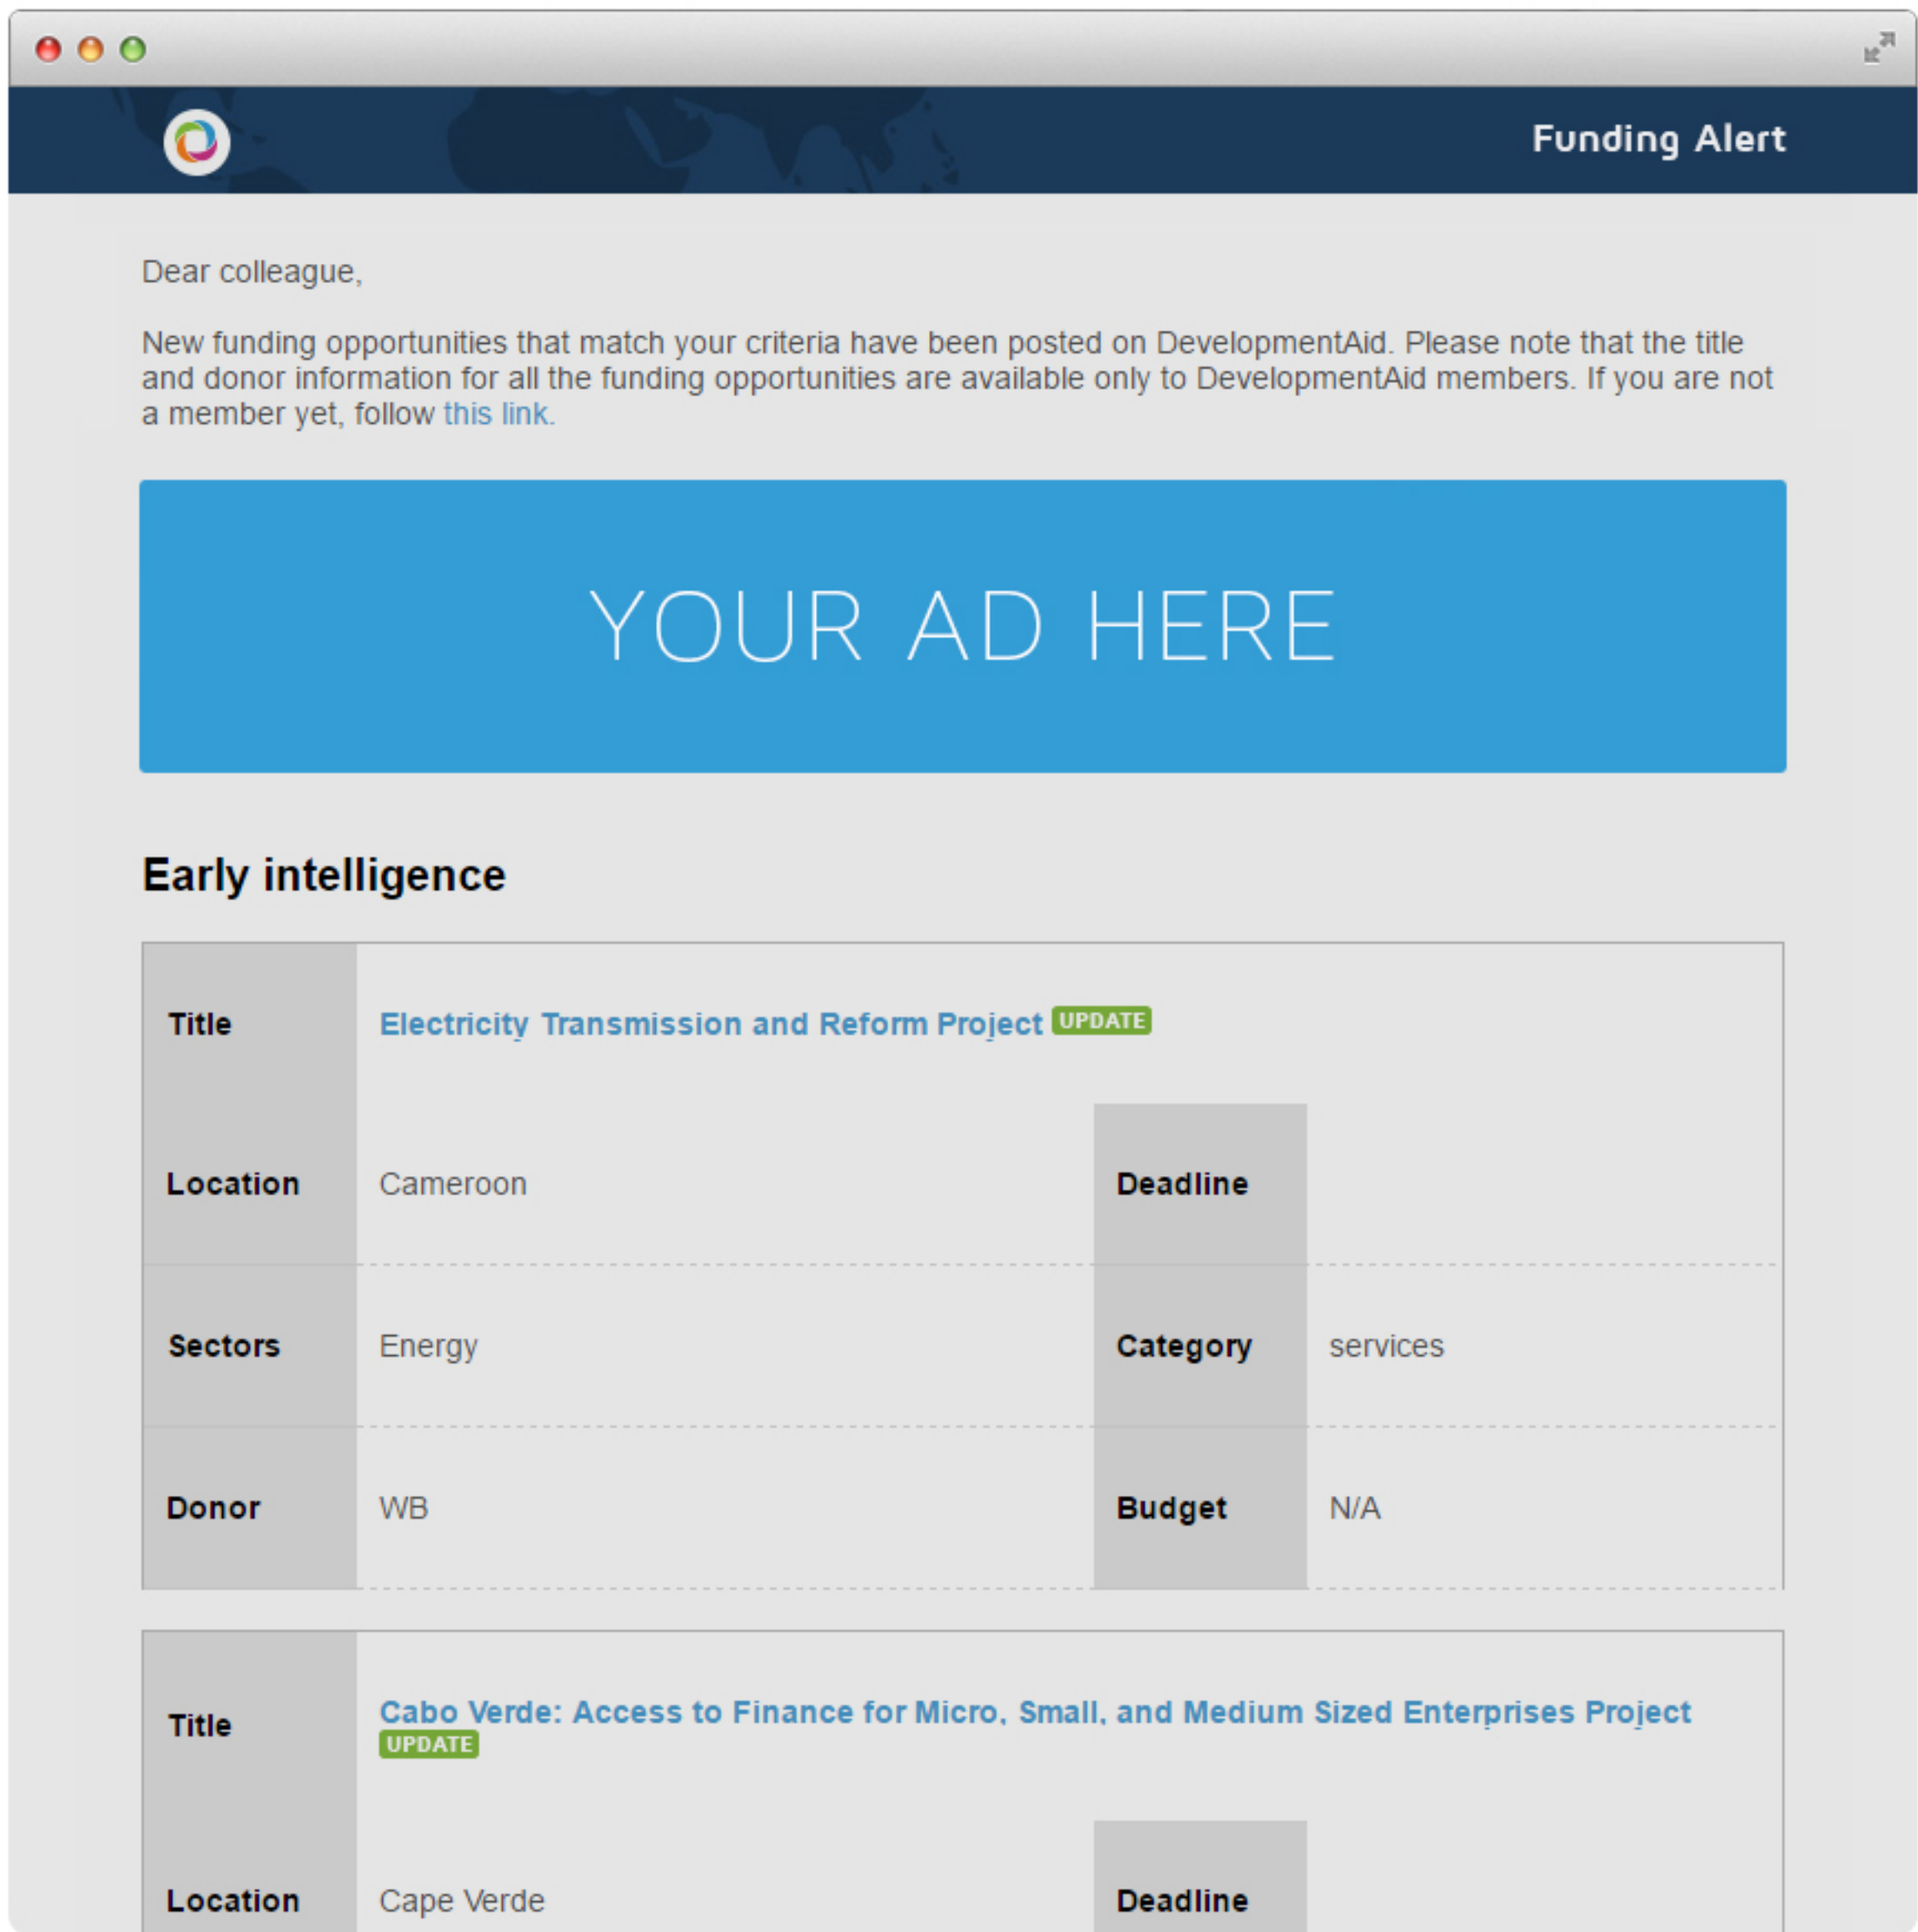 Funding Alert
Dear colleague,
New funding opportunities that match your criteria have been posted on DevelopmentAid. Please note that the title
and donor information for all the funding opportunities are available only to DevelopmentAid members. If you are not
a member yet, follow this link.
YOUR AD HERE
Early intelligence
Title Electricity Transmission and Reform Project UPDATE
Location Cameroon Deadline
Sectors Energy Category services
Donor WB Budget N/A
Title Cabo Verde: Access to Finance for Micro, Small, and Medium Sized Enterprises Project
UPDATE
Location Cape Verde Deadline